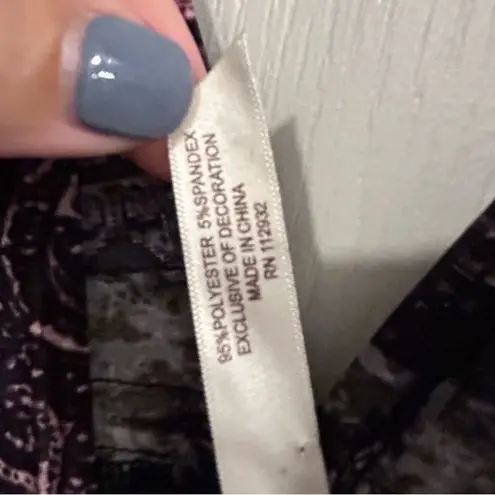 95%POLYESTER 5%SPANDEX
EXCLUSIVE OF DECORATION
MADE IN CHINA
RN 112932